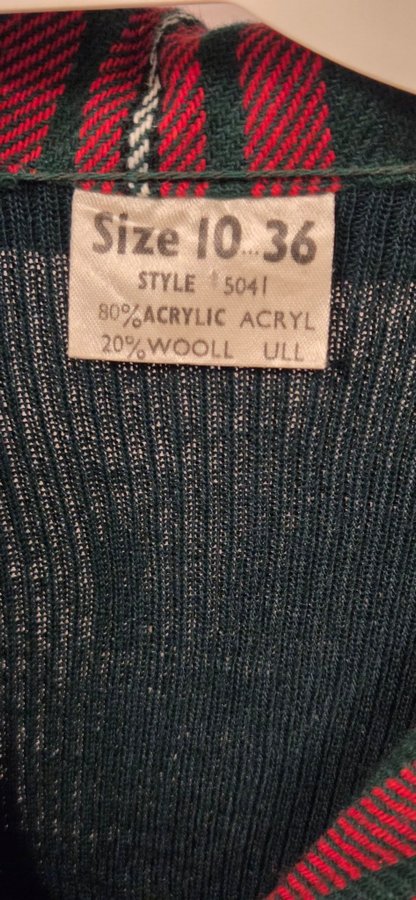 Size 10...36
STYLE 5041
80% ACRYLIC ACRYL
20% WOOLL ULL